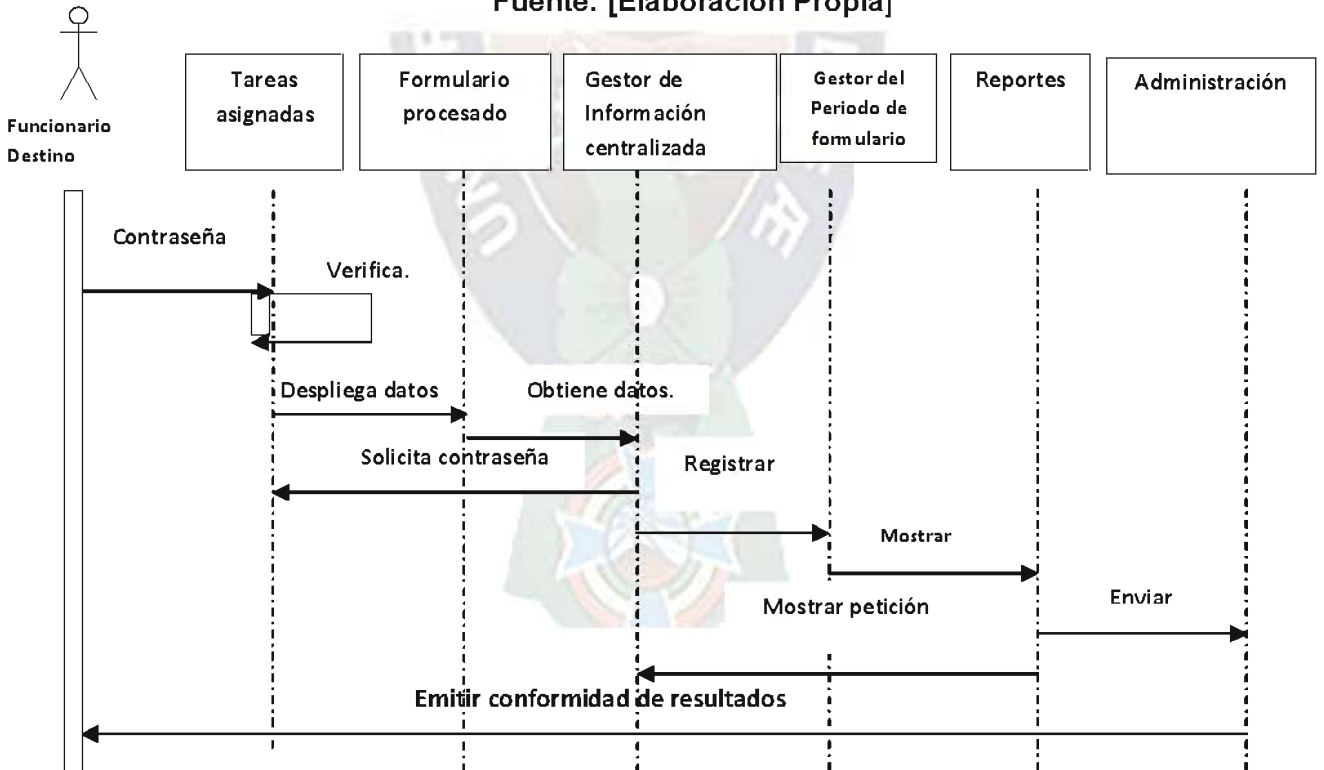 Fuente: [Elaboración Propia]
Funcionario
Destino
Tareas
asignadas
Formulario
procesado
Gestor de
Información
centralizada
Gestor del
Periodo de
formulario
Reportes
Administración
Contraseña
Verifica.
Despliega datos
Obtiene datos.
Solicita contraseña
Registrar
Mostrar
Mostrar petición
Enviar
Emitir conformidad de resultados